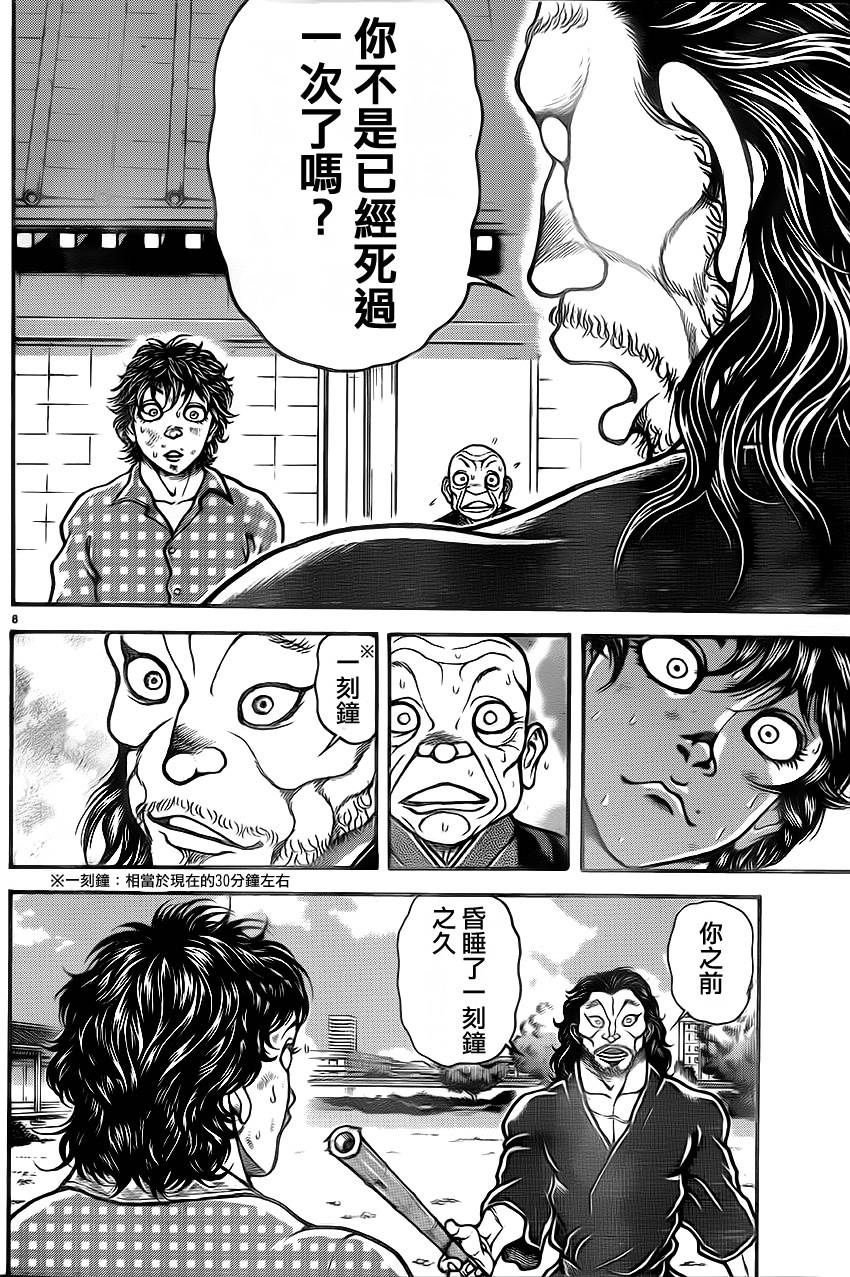 你不是已經死過
一次了嗎？
8
※
一刻鐘
※一刻鐘：相當於現在的30分鐘左右
你之前
昏睡了一刻鐘
之久